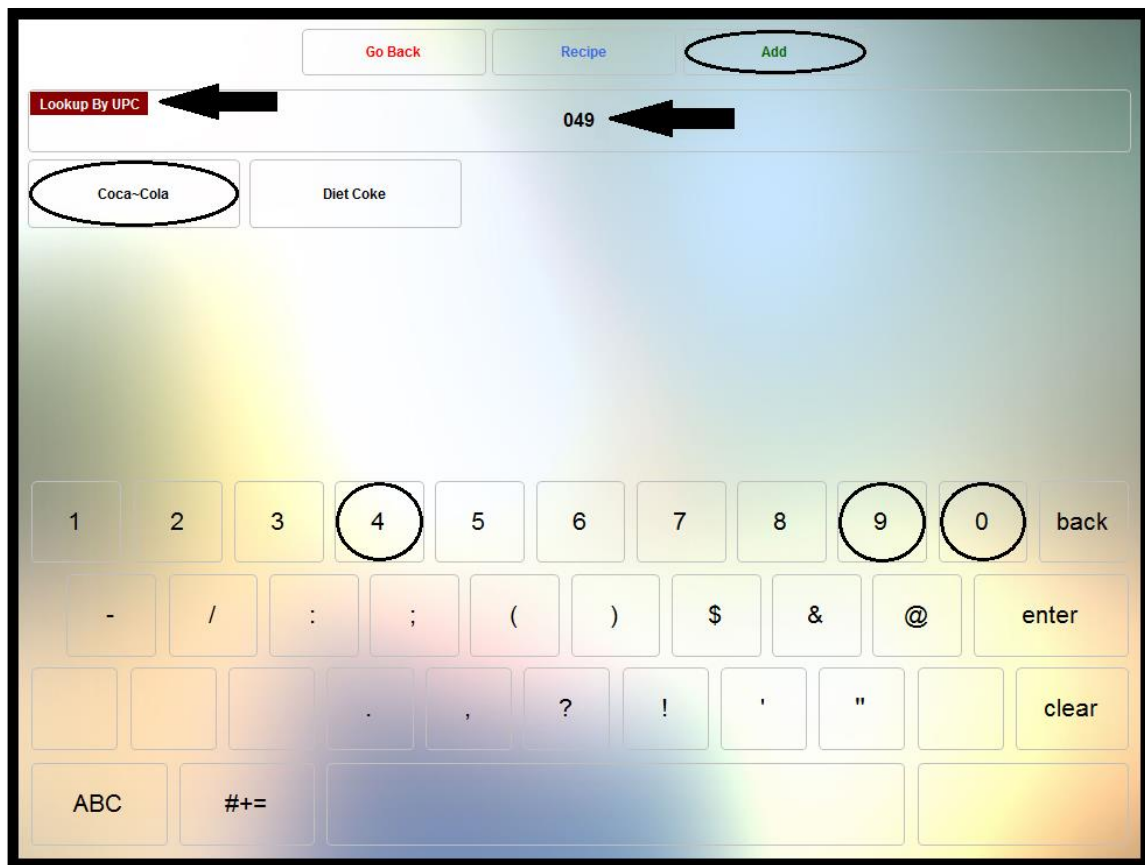 Go Back Recipe Add
Lookup By UPC
049
Coca~Cola Diet Coke
1 2 3 4 5 6 7 8 9 0 back
- / : ; ( ) $ & @ enter
. , ? ! ' " clear
ABC #+=